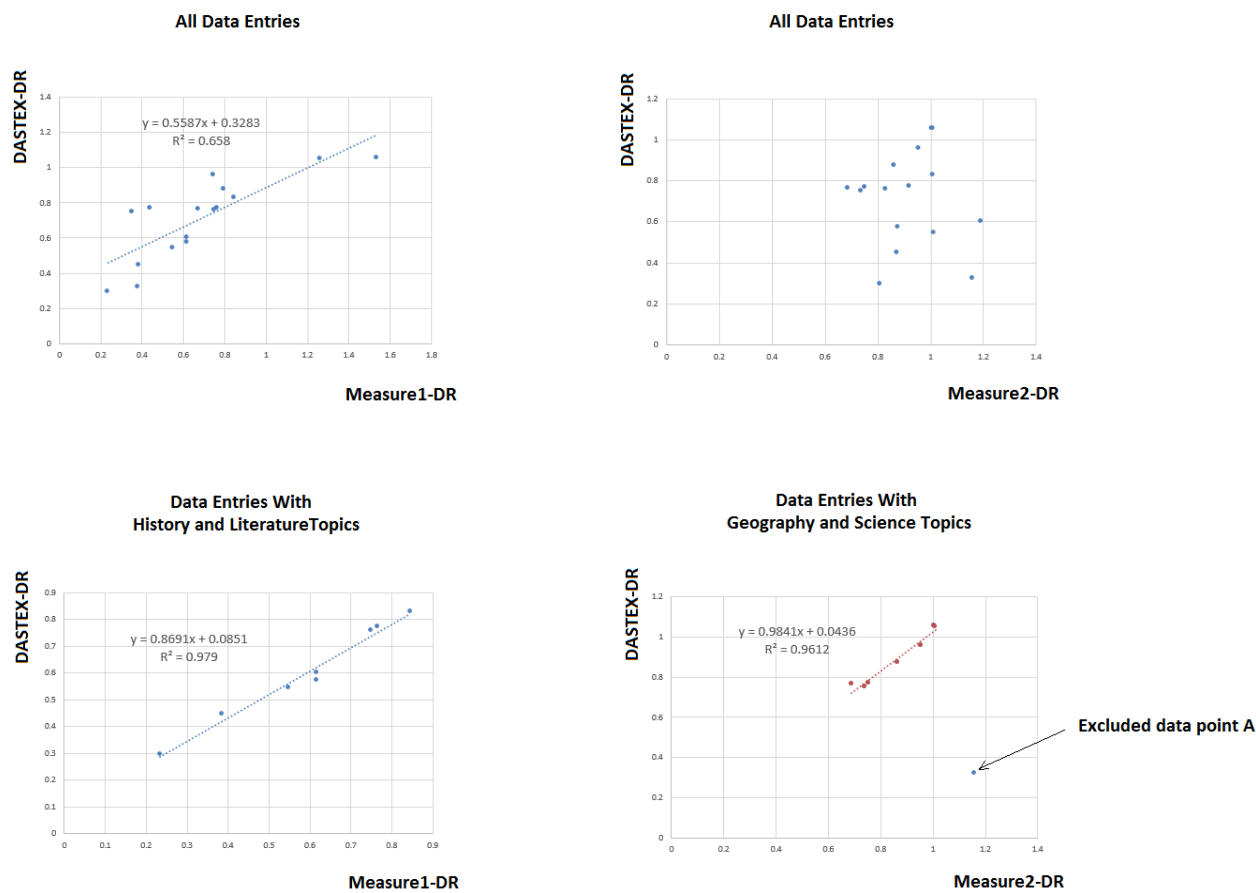 All Data Entries
DASTEX-DR
1.4
1.2
1
0.8
0.6
0.4
0.2
0
y = 0.5587x + 0.3283
R² = 0.658
0 0.2 0.4 0.6 0.8 1 1.2 1.4 1.6 1.8
Measure1-DR
All Data Entries
DASTEX-DR
1.2
1
0.8
0.6
0.4
0.2
0
0 0.2 0.4 0.6 0.8 1 1.2 1.4
Measure2-DR
Data Entries With
History and LiteratureTopics
DASTEX-DR
0.9
0.8
0.7
0.6
0.5
0.4
0.3
0.2
0.1
0
y = 0.8691x + 0.0851
R² = 0.979
0 0.1 0.2 0.3 0.4 0.5 0.6 0.7 0.8 0.9
Measure1-DR
Data Entries With
Geography and Science Topics
DASTEX-DR
1.2
1
0.8
0.6
0.4
0.2
0
y = 0.9841x + 0.0436
R² = 0.9612
Excluded data point A
0 0.2 0.4 0.6 0.8 1 1.2 1.4
Measure2-DR